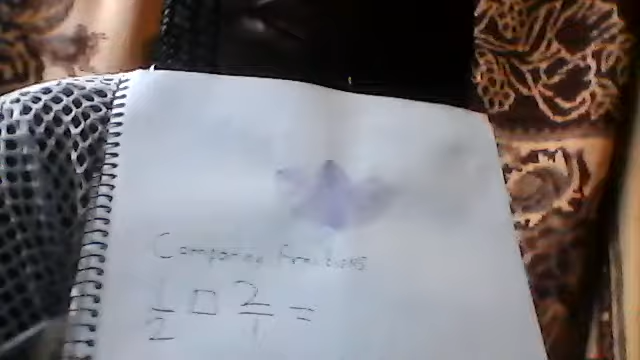 Comparing fractions
1/2 □ 2/1 =